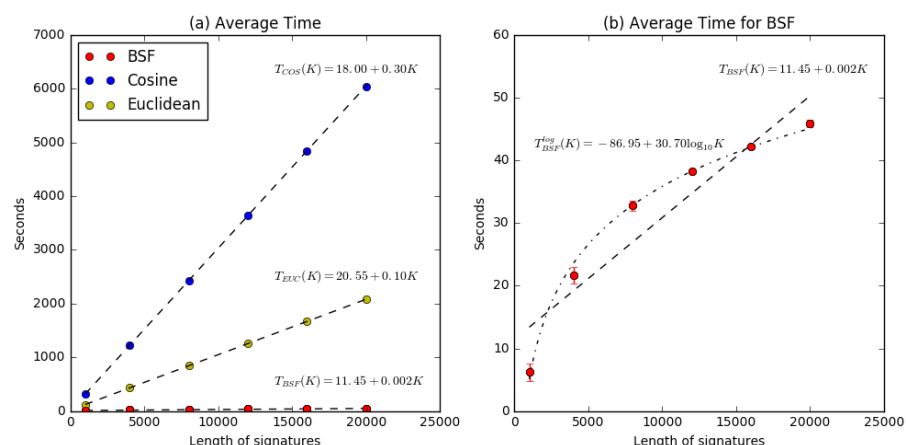 (a) Average Time
7000
6000
5000
4000
3000
2000
1000
0
Seconds
BSF
Cosine
Euclidean
T_COS(K) = 18.00 + 0.30K
T_EUC(K) = 20.55 + 0.10K
T_BSF(K) = 11.45 + 0.002K
0 5000 10000 15000 20000 25000
Length of signatures
(b) Average Time for BSF
60
50
40
30
20
10
0
Seconds
T_BSF(K) = 11.45 + 0.002K
T^log_BSF(K) = −86.95 + 30.70 log₁₀ K
0 5000 10000 15000 20000 25000
Length of signatures